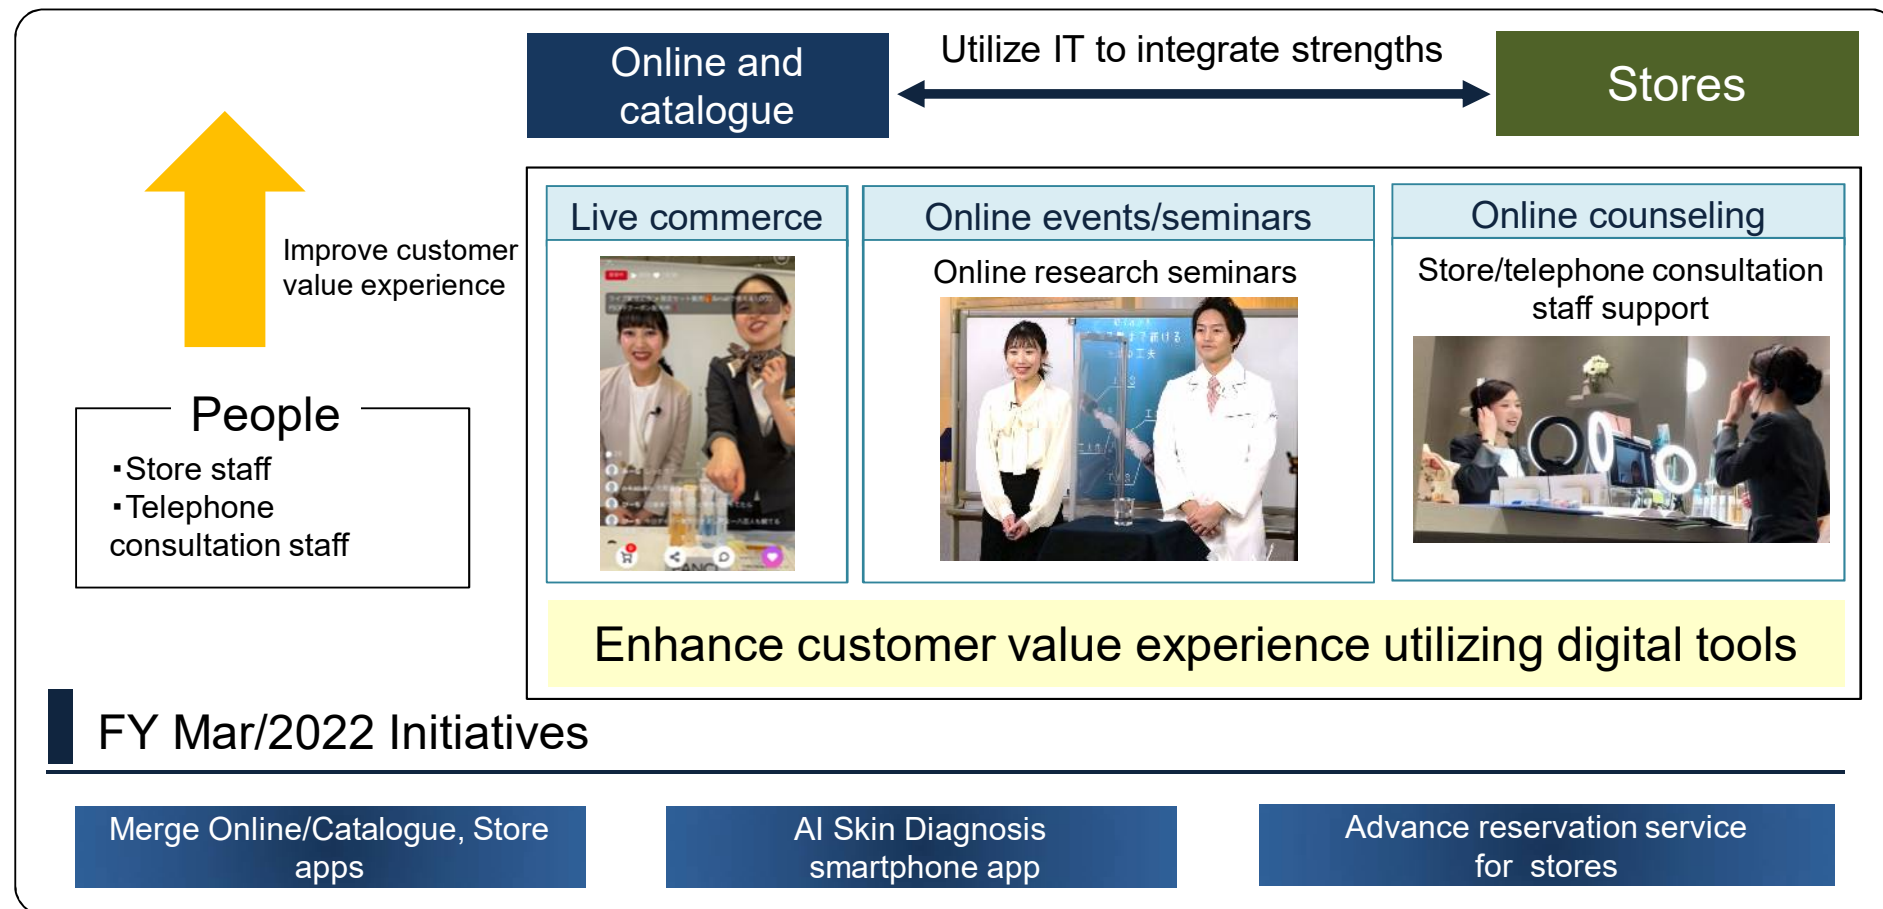 Online and
catalogue
Utilize IT to integrate strengths
Stores
Improve customer
value experience
Live commerce
Online events/seminars
Online research seminars
Online counseling
Store/telephone consultation
staff support
People
・Store staff
・Telephone
consultation staff
Enhance customer value experience utilizing digital tools
FY Mar/2022 Initiatives
Merge Online/Catalogue, Store
apps
AI Skin Diagnosis
smartphone app
Advance reservation service
for stores